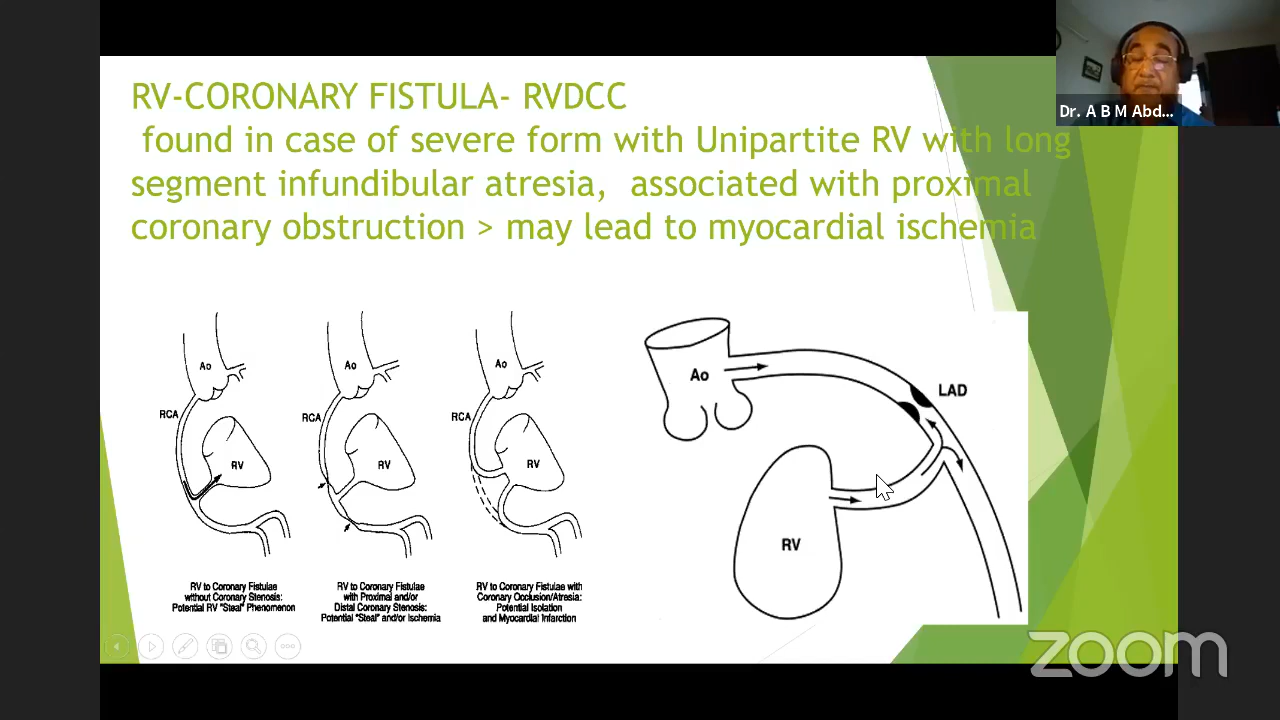 RV-CORONARY FISTULA- RVDCC
found in case of severe form with Unipartite RV with long
segment infundibular atresia, associated with proximal
coronary obstruction > may lead to myocardial ischemia
Dr. A B M Abd...
Ao
RCA
RV
RV to Coronary Fistulae
without Coronary Stenosis:
Potential RV "Steal" Phenomenon
Ao
RCA
RV
RV to Coronary Fistulae
with Proximal and/or
Distal Coronary Stenosis:
Potential "Steal" and/or Ischemia
Ao
RCA
RV
RV to Coronary Fistulae with
Coronary Occlusion/Atresia:
Potential Isolation
and Myocardial Infarction
Ao
LAD
RV
zoom